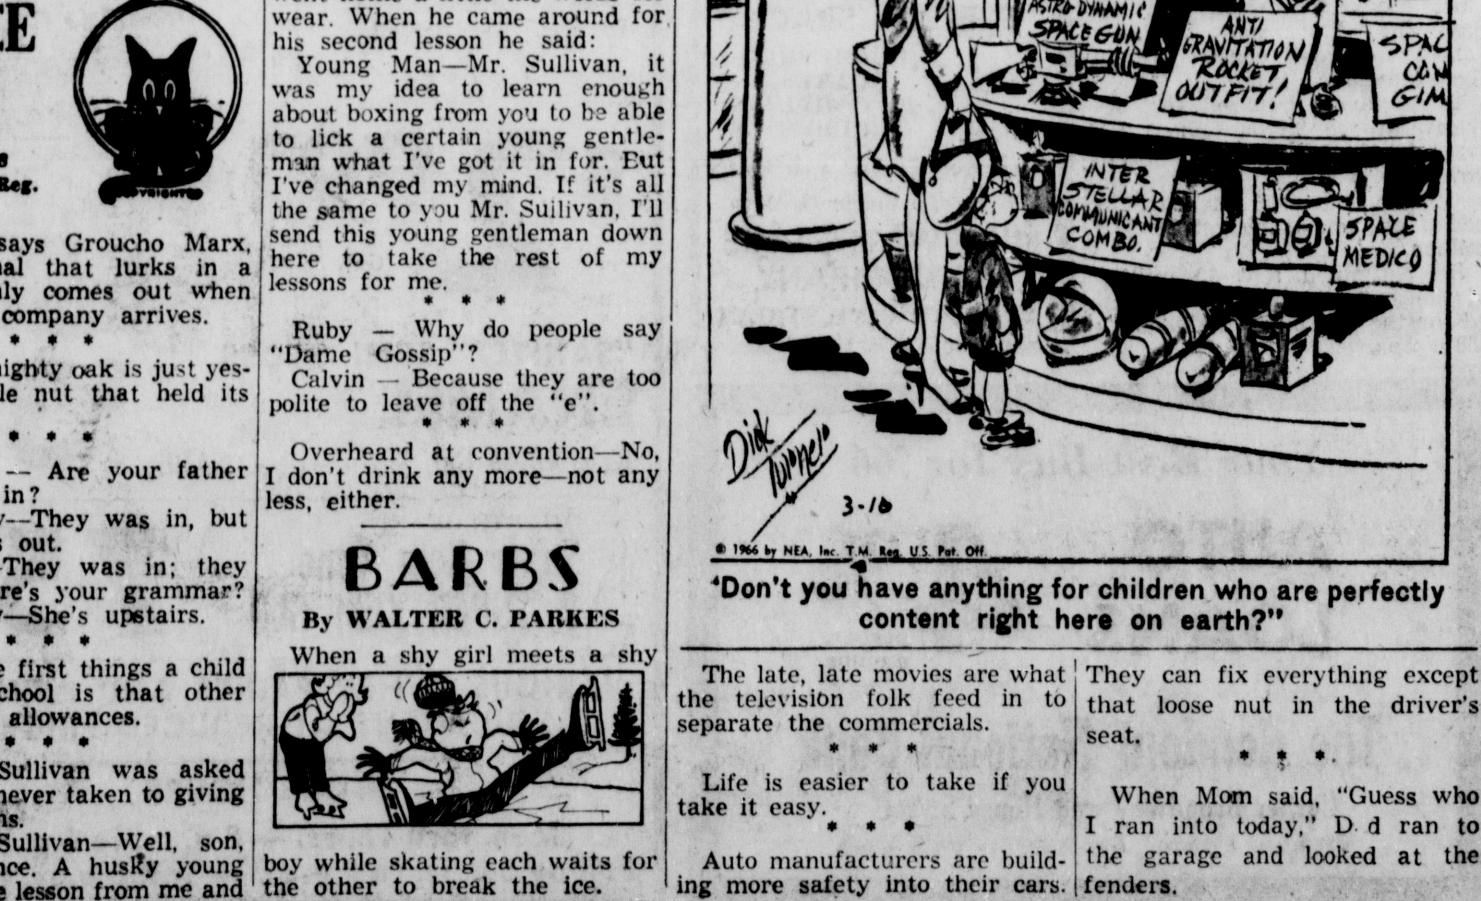 E
Reg.
says Groucho Marx,
al that lurks in a
ly comes out when
company arrives.
* * *
ighty oak is just yes-
le nut that held its
* * *
— Are your father
in?
—They was in, but
s out.
They was in; they
re's your grammar?
—She's upstairs.
* * *
e first things a child
chool is that other
allowances.
* * *
Sullivan was asked
never taken to giving
ns.
Sullivan—Well, son,
nce. A husky young
e lesson from me and
wear. When he came around for
his second lesson he said:
Young Man—Mr. Sullivan, it
was my idea to learn enough
about boxing from you to be able
to lick a certain young gentle-
man what I've got it in for. But
I've changed my mind. If it's all
the same to you Mr. Sullivan, I'll
send this young gentleman down
here to take the rest of my
lessons for me.
* * *
Ruby — Why do people say
"Dame Gossip"?
Calvin — Because they are too
polite to leave off the "e".
* * *
Overheard at convention—No,
I don't drink any more—not any
less, either.
BARBS
By WALTER C. PARKES
When a shy girl meets a shy
boy while skating each waits for
the other to break the ice.
ASTRO DYNAMIC
SPACE GUN
ANTI
GRAVITATION
ROCKET
OUTFIT!
SPAC
COM
GIM
INTER
STELLAR
COMMUNICANT
COMBO.
SPACE
MEDICO
Dick
Turner
3-10
© 1966 by NEA, Inc. T.M. Reg. U.S. Pat. Off.
'Don't you have anything for children who are perfectly
content right here on earth?"
The late, late movies are what
the television folk feed in to
separate the commercials.
* * *
Life is easier to take if you
take it easy.
* * *
Auto manufacturers are build-
ing more safety into their cars.
They can fix everything except
that loose nut in the driver's
seat.
* * *
When Mom said, "Guess who
I ran into today," D d ran to
the garage and looked at the
fenders.